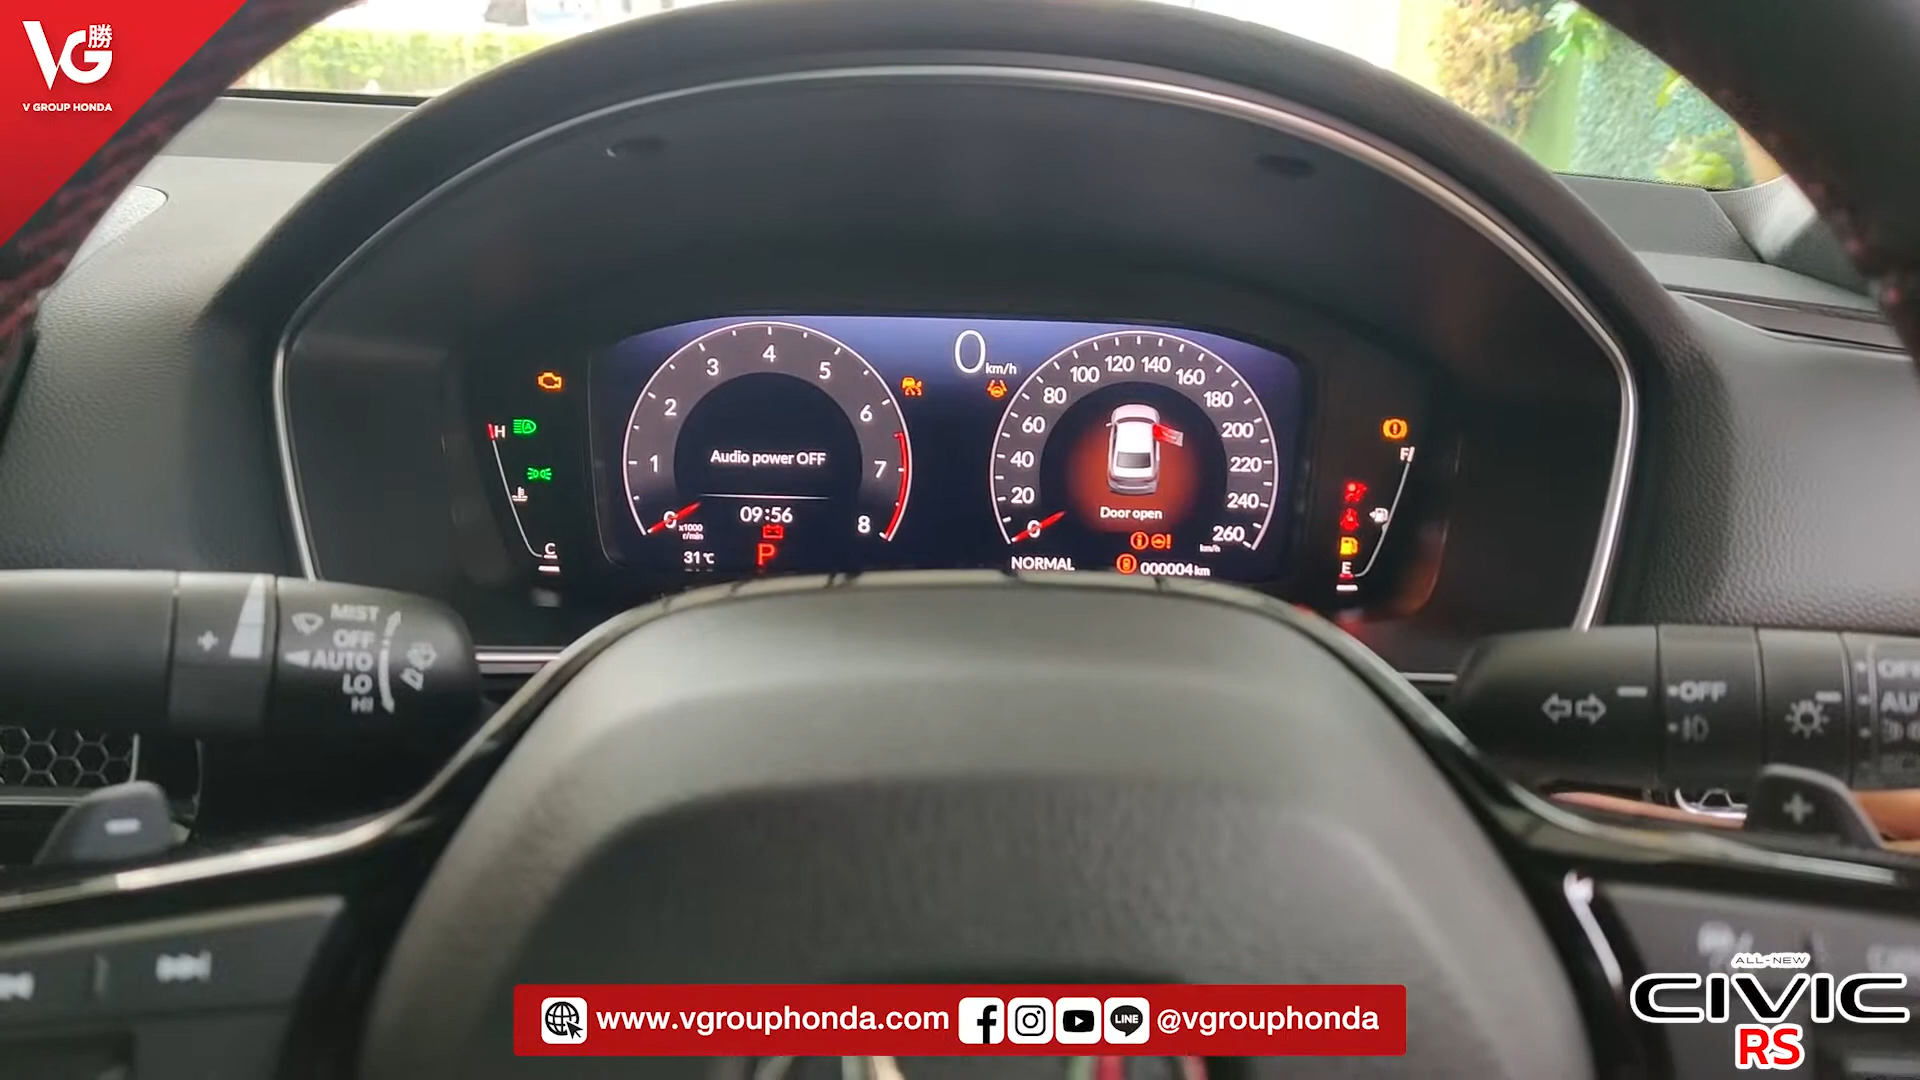 VG勝
V GROUP HONDA
0 km/h
1 2 3 4 5 6 7 8
Audio power OFF
09:56
x1000
r/min
31℃
P
H
C
0 20 40 60 80 100 120 140 160 180 200 220 240 260
km/h
Door open
NORMAL
000004 km
F
E
MIST
OFF
AUTO
LO
HI
OFF
ALL-NEW
CIVIC
RS
www.vgrouphonda.com
LINE
@vgrouphonda